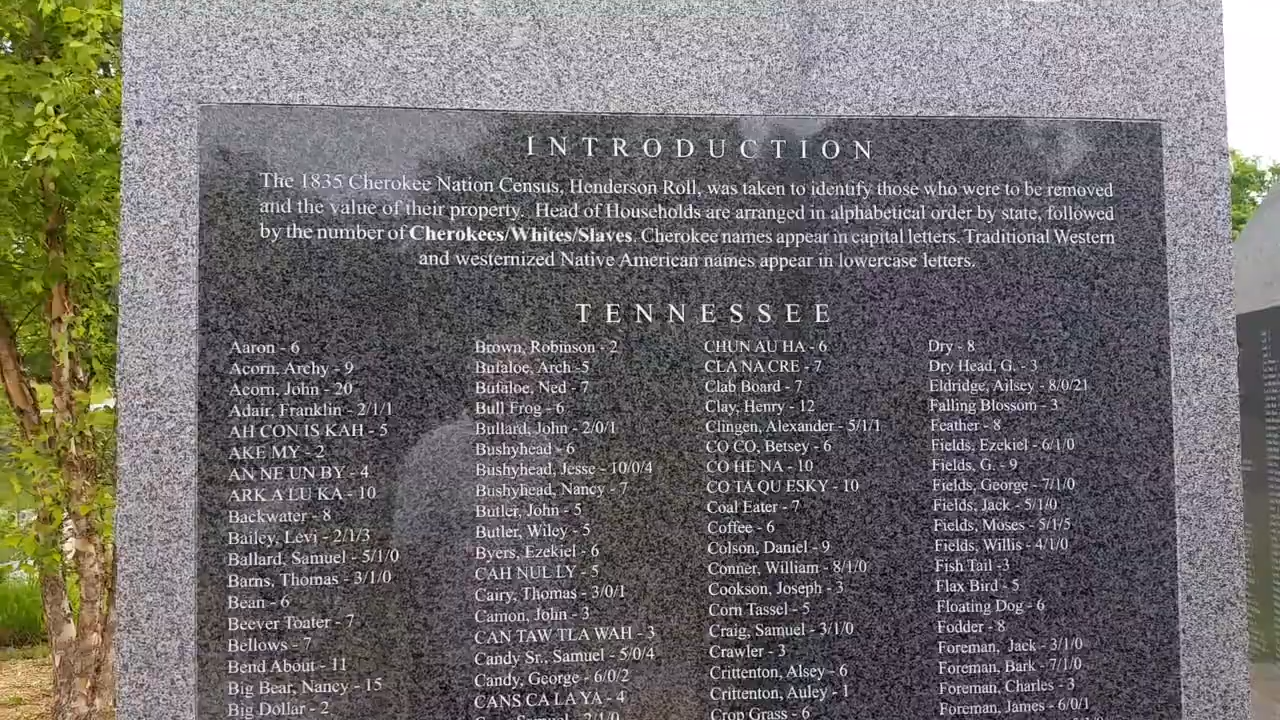 INTRODUCTION
The 1835 Cherokee Nation Census, Henderson Roll, was taken to identify those who were to be removed
and the value of their property. Head of Households are arranged in alphabetical order by state, followed
by the number of Cherokees/Whites/Slaves. Cherokee names appear in capital letters. Traditional Western
and westernized Native American names appear in lowercase letters.
TENNESSEE
Aaron - 6
Acorn, Archy - 9
Acorn, John - 20
Adair, Franklin - 2/1/1
AH CON IS KAH - 5
AKE MY - 2
AN NE UN BY - 4
ARK A LU KA - 10
Backwater - 8
Bailey, Levi - 2/1/3
Ballard, Samuel - 5/1/0
Barns, Thomas - 3/1/0
Bean - 6
Beever Toater - 7
Bellows - 7
Bend About - 11
Big Bear, Nancy - 15
Big Dollar - 2
Brown, Robinson - 2
Bufaloe, Arch -5
Bufaloe, Ned - 7
Bull Frog - 6
Bullard, John - 2/0/1
Bushyhead - 6
Bushyhead, Jesse - 10/0/4
Bushyhead, Nancy - 7
Butler, John - 5
Butler, Wiley - 5
Byers, Ezekiel - 6
CAH NUL LY - 5
Cairy, Thomas - 3/0/1
Camon, John - 3
CAN TAW TLA WAH - 3
Candy Sr., Samuel - 5/0/4
Candy, George - 6/0/2
CANS CA LA YA - 4
CHUN AU HA - 6
CLA NA CRE - 7
Clab Board - 7
Clay, Henry - 12
Clingen, Alexander - 5/1/1
CO CO, Betsey - 6
CO HE NA - 10
CO TA QU ESKY - 10
Coal Eater - 7
Coffee - 6
Colson, Daniel - 9
Conner, William - 8/1/0
Cookson, Joseph - 3
Corn Tassel - 5
Craig, Samuel - 3/1/0
Crawler - 3
Crittenton, Alsey - 6
Crittenton, Auley - 1
Crop Grass - 6
Dry - 8
Dry Head, G. - 3
Eldridge, Ailsey - 8/0/21
Falling Blossom - 3
Feather - 8
Fields, Ezekiel - 6/1/0
Fields, G. - 9
Fields, George - 7/1/0
Fields, Jack - 5/1/0
Fields, Moses - 5/1/5
Fields, Willis - 4/1/0
Fish Tail -3
Flax Bird - 5
Floating Dog - 6
Fodder - 8
Foreman, Jack - 3/1/0
Foreman, Bark - 7/1/0
Foreman, Charles - 3
Foreman, James - 6/0/1